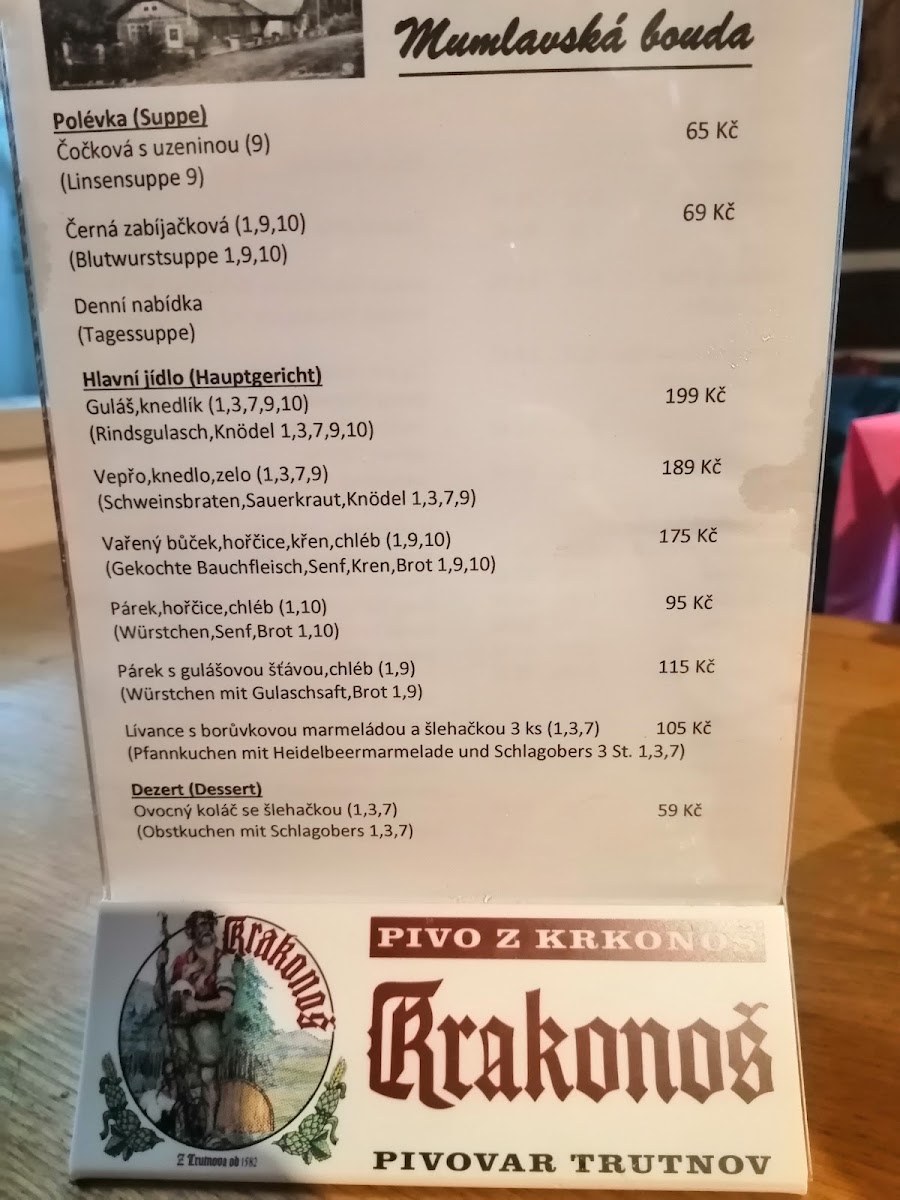 Mumlavská bouda
Polévka (Suppe)
Čočková s uzeninou (9) 65 Kč
(Linsensuppe 9)
Černá zabíjačková (1,9,10) 69 Kč
(Blutwurstsuppe 1,9,10)
Denní nabídka
(Tagessuppe)
Hlavní jídlo (Hauptgericht)
Guláš,knedlík (1,3,7,9,10) 199 Kč
(Rindsgulasch,Knödel 1,3,7,9,10)
Vepřo,knedlo,zelo (1,3,7,9) 189 Kč
(Schweinsbraten,Sauerkraut,Knödel 1,3,7,9)
Vařený bůček,hořčice,křen,chléb (1,9,10) 175 Kč
(Gekochte Bauchfleisch,Senf,Kren,Brot 1,9,10)
Párek,hořčice,chléb (1,10) 95 Kč
(Würstchen,Senf,Brot 1,10)
Párek s gulášovou šťávou,chléb (1,9) 115 Kč
(Würstchen mit Gulaschsaft,Brot 1,9)
Lívance s borůvkovou marmeládou a šlehačkou 3 ks (1,3,7) 105 Kč
(Pfannkuchen mit Heidelbeermarmelade und Schlagobers 3 St. 1,3,7)
Dezert (Dessert)
Ovocný koláč se šlehačkou (1,3,7) 59 Kč
(Obstkuchen mit Schlagobers 1,3,7)
Krakonoš
Z Trutnova od 1582
PIVO Z KRKONOŠ
Krakonoš
PIVOVAR TRUTNOV